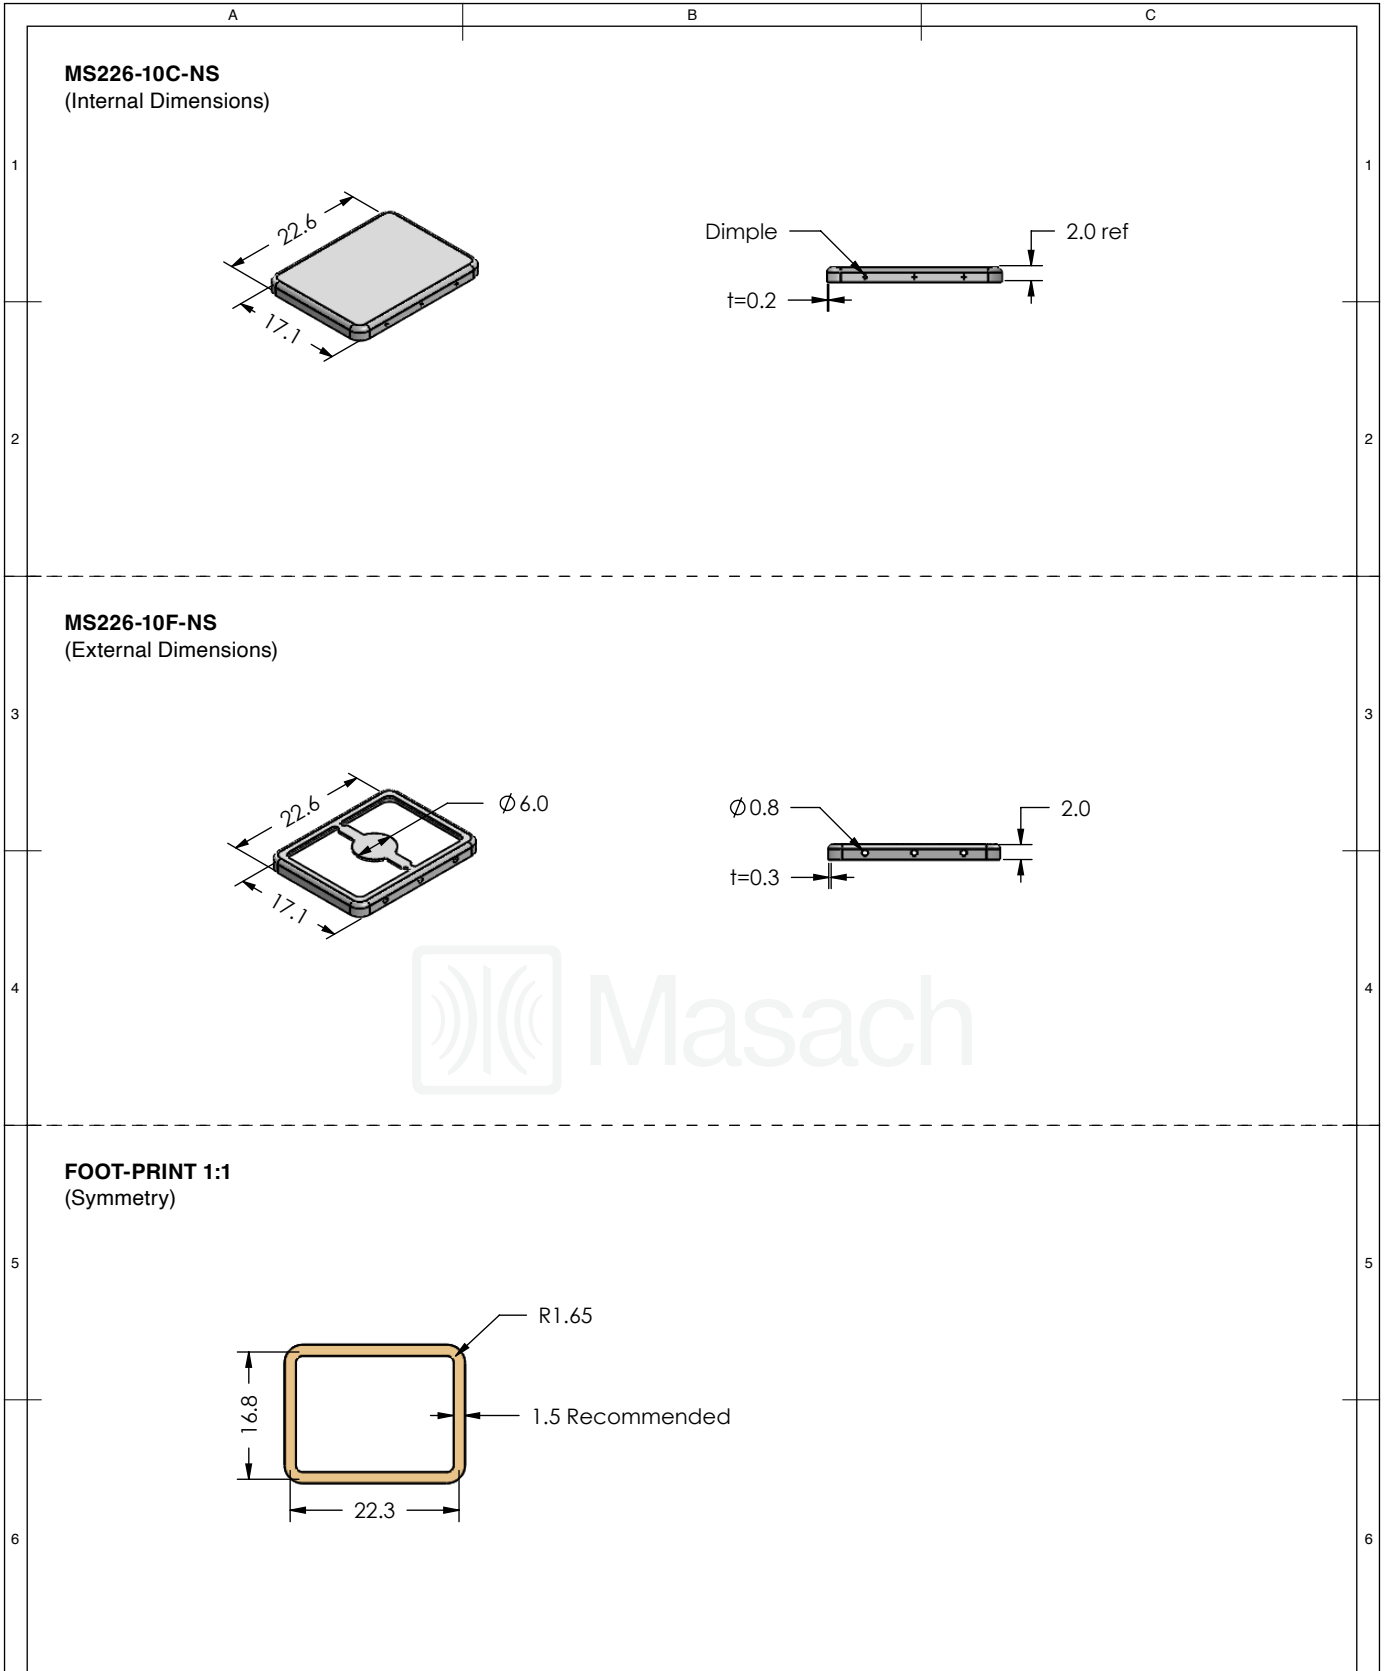 A B C
MS226-10C-NS
(Internal Dimensions)
1 1
22.6
17.1
Dimple
2.0 ref
t=0.2
2 2
MS226-10F-NS
(External Dimensions)
3 3
22.6
Ø6.0
17.1
Ø0.8
2.0
t=0.3
4 4
Masach
FOOT-PRINT 1:1
(Symmetry)
5 5
R1.65
16.8
1.5 Recommended
22.3
6 6